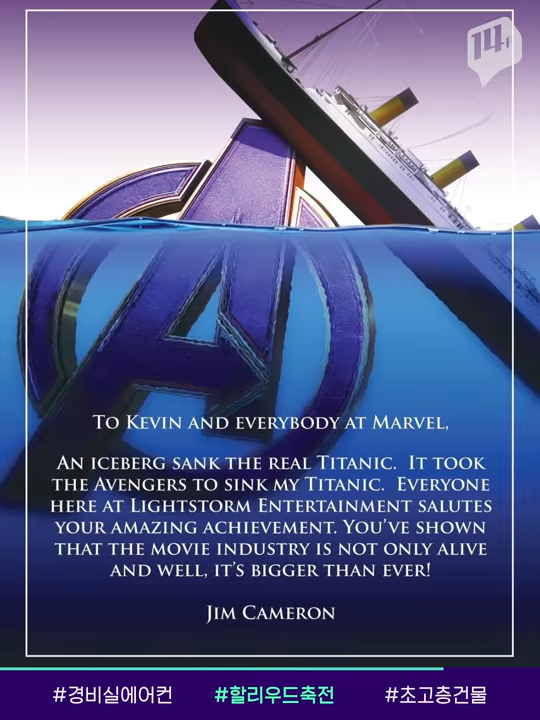 14F
To Kevin and everybody at Marvel,
An iceberg sank the real Titanic. It took
the Avengers to sink my Titanic. Everyone
here at Lightstorm Entertainment salutes
your amazing achievement. You've shown
that the movie industry is not only alive
and well, it's bigger than ever!
Jim Cameron
#경비실에어컨 #할리우드축전 #초고층건물